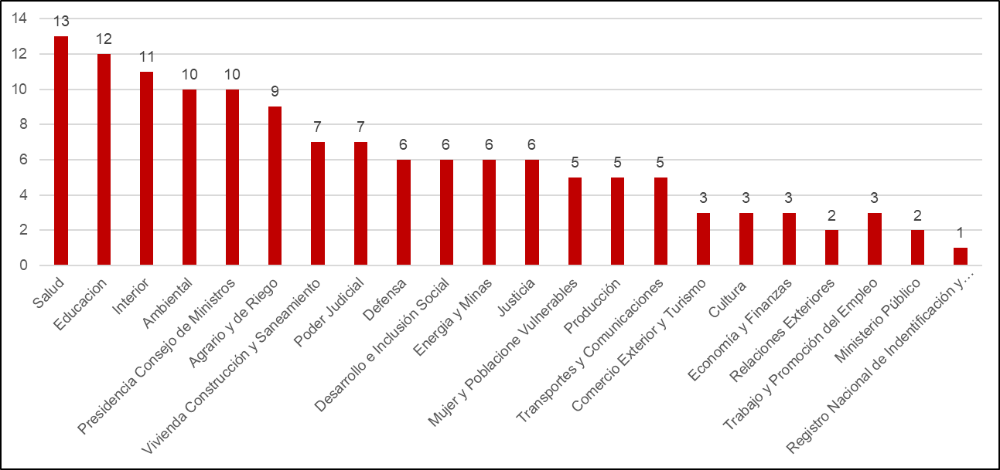 14
12
10
8
6
4
2
0
13
12
11
10
10
9
7
7
6
6
6
6
5
5
5
3
3
3
2
3
2
1
Salud
Educacion
Interior
Ambiental
Presidencia Consejo de Ministros
Agrario y de Riego
Vivienda Construcción y Saneamiento
Poder Judicial
Defensa
Desarrollo e Inclusión Social
Energia y Minas
Justicia
Mujer y Poblacione Vulnerables
Producción
Transportes y Comunicaciones
Comercio Exterior y Turismo
Cultura
Economía y Finanzas
Relaciones Exteriores
Trabajo y Promoción del Empleo
Ministerio Público
Registro Nacional de Indentificación y…